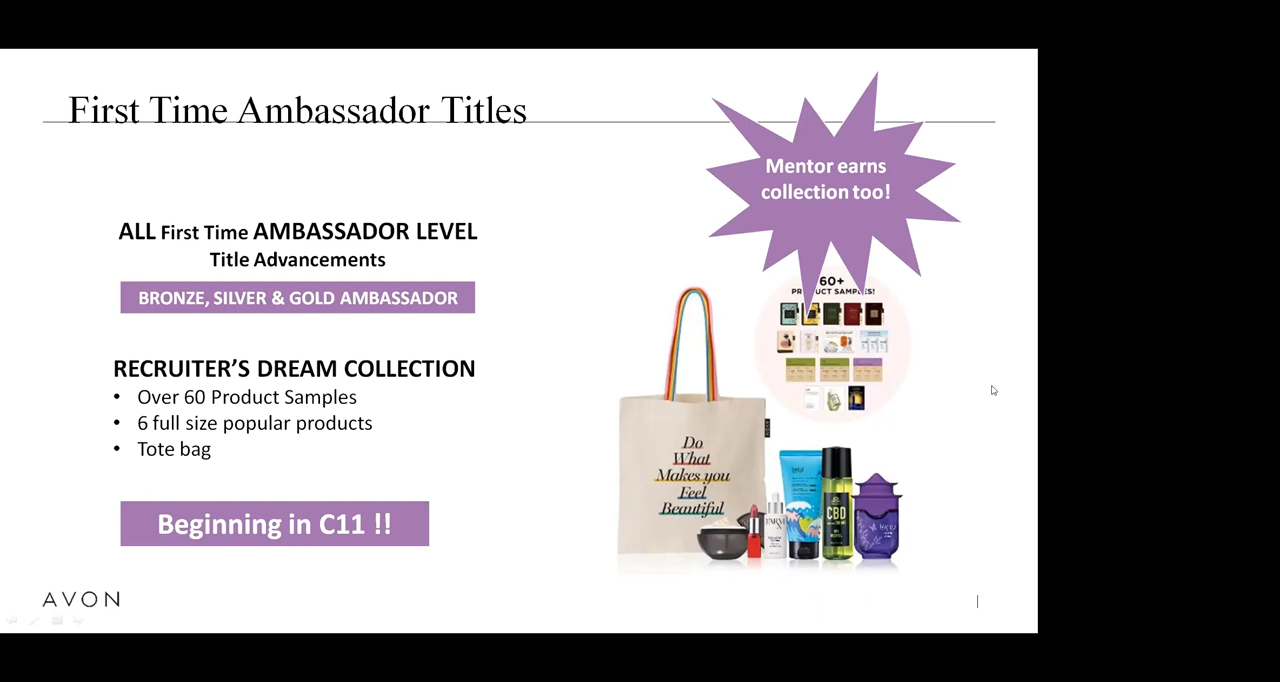 First Time Ambassador Titles
Mentor earns
collection too!
ALL First Time AMBASSADOR LEVEL
Title Advancements
BRONZE, SILVER & GOLD AMBASSADOR
RECRUITER’S DREAM COLLECTION
• Over 60 Product Samples
• 6 full size popular products
• Tote bag
Beginning in C11 !!
60+
Do
What
Makes you
Feel
Beautiful
FARM
RX
CBD
AVON